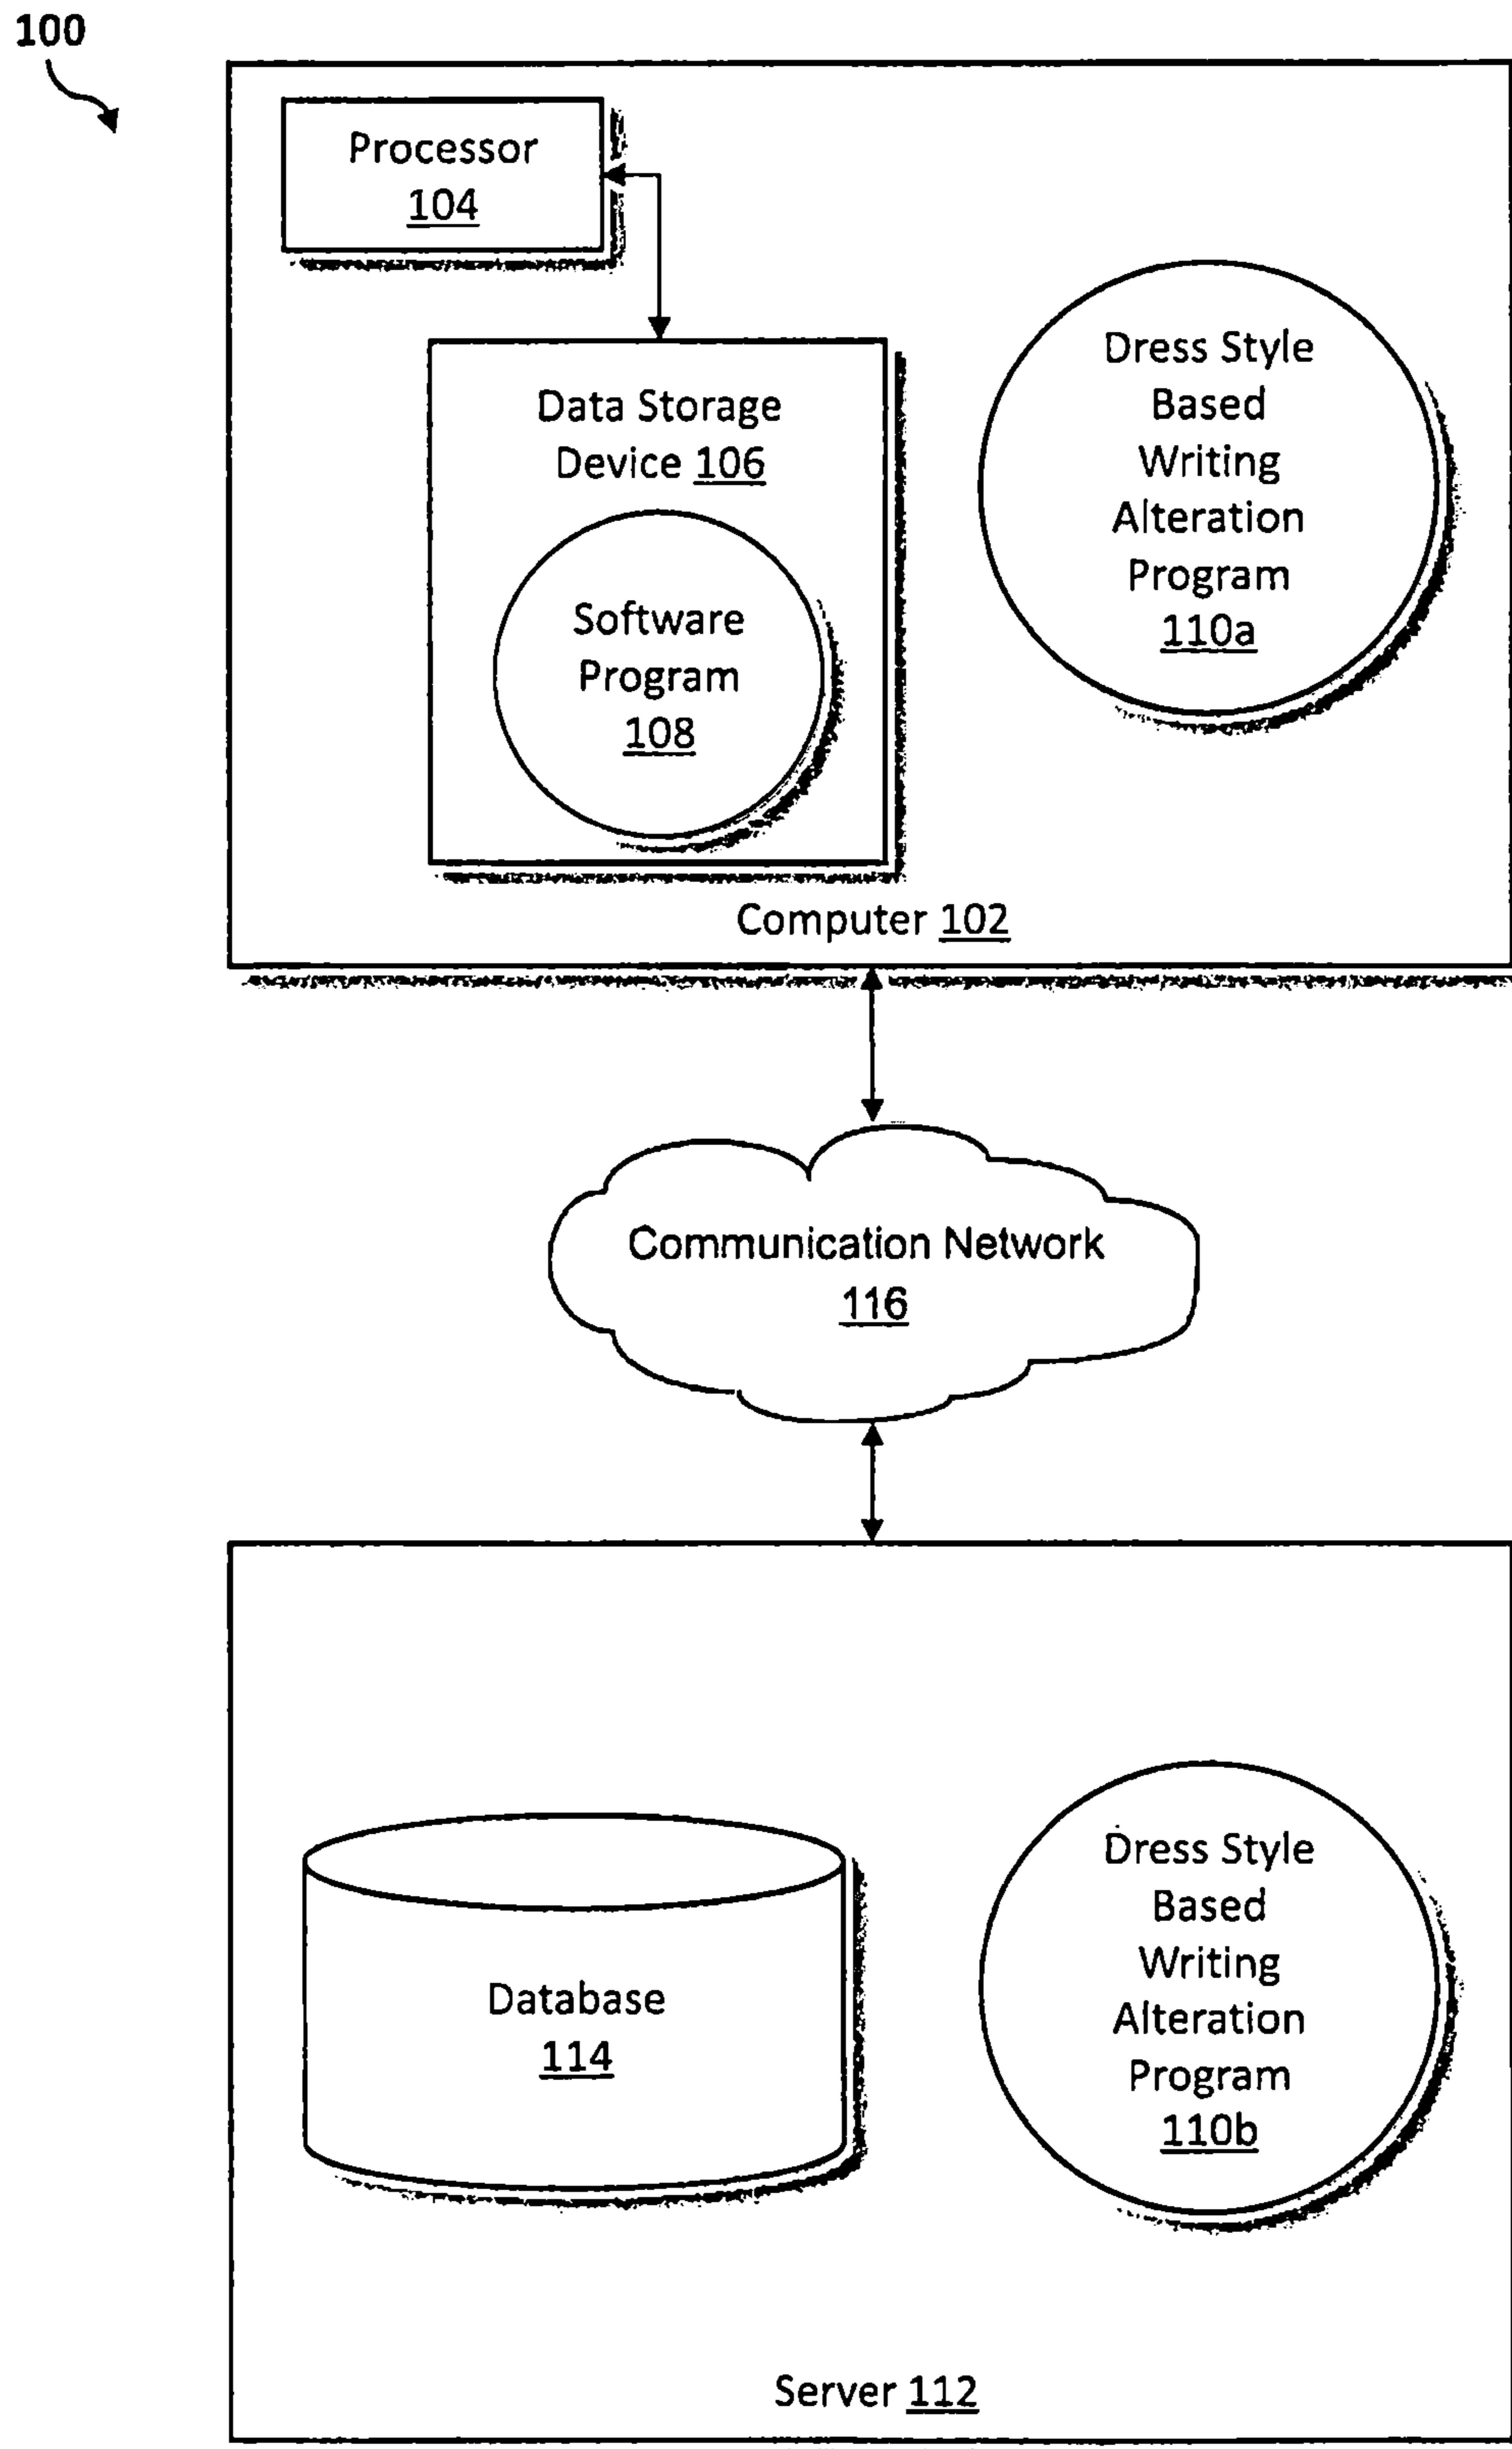 100
Processor
104
Data Storage
Device 106
Software
Program
108
Dress Style
Based
Writing
Alteration
Program
110a
Computer 102
Communication Network
116
Database
114
Dress Style
Based
Writing
Alteration
Program
110b
Server 112